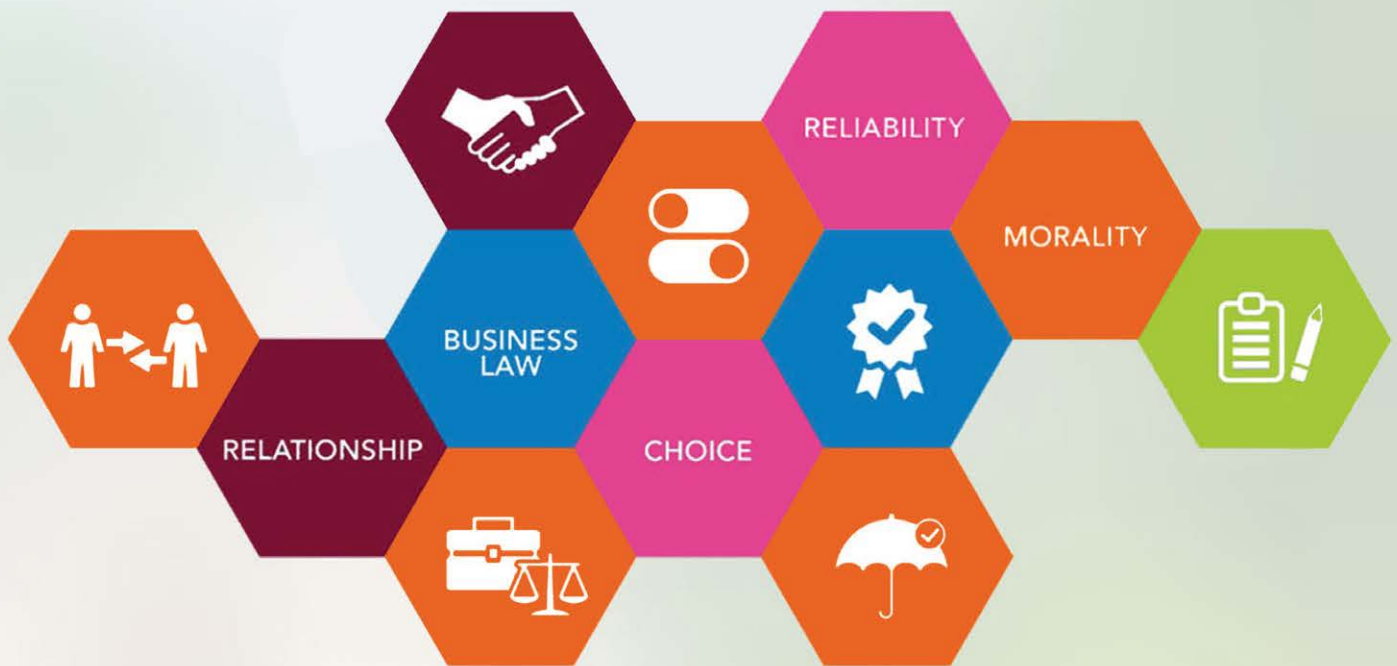 RELIABILITY
MORALITY
BUSINESS
LAW
RELATIONSHIP
CHOICE